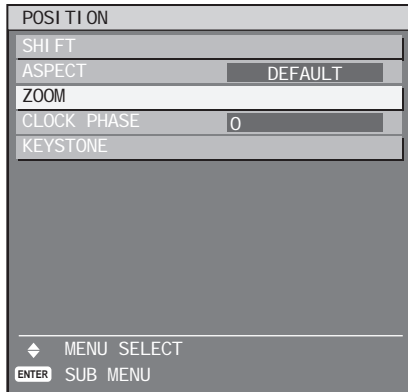 POSITION
SHIFT
ASPECT DEFAULT
ZOOM
CLOCK PHASE 0
KEYSTONE
MENU SELECT
ENTER SUB MENU